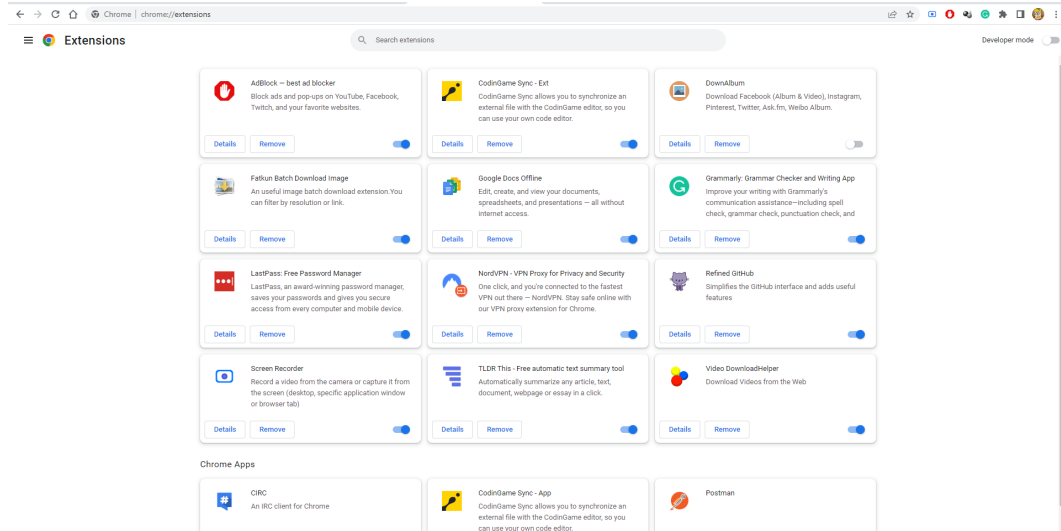 Chrome | chrome://extensions
Extensions
Search extensions
Developer mode
AdBlock — best ad blocker
Block ads and pop-ups on YouTube, Facebook,
Twitch, and your favorite websites.
Details Remove
CodinGame Sync - Ext
CodinGame Sync allows you to synchronize an
external file with the CodinGame editor, so you
can use your own code editor.
Details Remove
DownAlbum
Download Facebook (Album & Video), Instagram,
Pinterest, Twitter, Ask.fm, Weibo Album.
Details Remove
Fatkun Batch Download Image
An useful image batch download extension.You
can filter by resolution or link.
Details Remove
Google Docs Offline
Edit, create, and view your documents,
spreadsheets, and presentations — all without
internet access.
Details Remove
Grammarly: Grammar Checker and Writing App
Improve your writing with Grammarly's
communication assistance—including spell
check, grammar check, punctuation check, and
Details Remove
LastPass: Free Password Manager
LastPass, an award-winning password manager,
saves your passwords and gives you secure
access from every computer and mobile device.
Details Remove
NordVPN - VPN Proxy for Privacy and Security
One click, and you're connected to the fastest
VPN out there — NordVPN. Stay safe online with
our VPN proxy extension for Chrome.
Details Remove
Refined GitHub
Simplifies the GitHub interface and adds useful
features
Details Remove
Screen Recorder
Record a video from the camera or capture it from
the screen (desktop, specific application window
or browser tab)
Details Remove
TLDR This - Free automatic text summary tool
Automatically summarize any article, text,
document, webpage or essay in a click.
Details Remove
Video DownloadHelper
Download Videos from the Web
Details Remove
Chrome Apps
CIRC
An IRC client for Chrome
CodinGame Sync - App
CodinGame Sync allows you to synchronize an
external file with the CodinGame editor, so you
can use your own code editor.
Postman